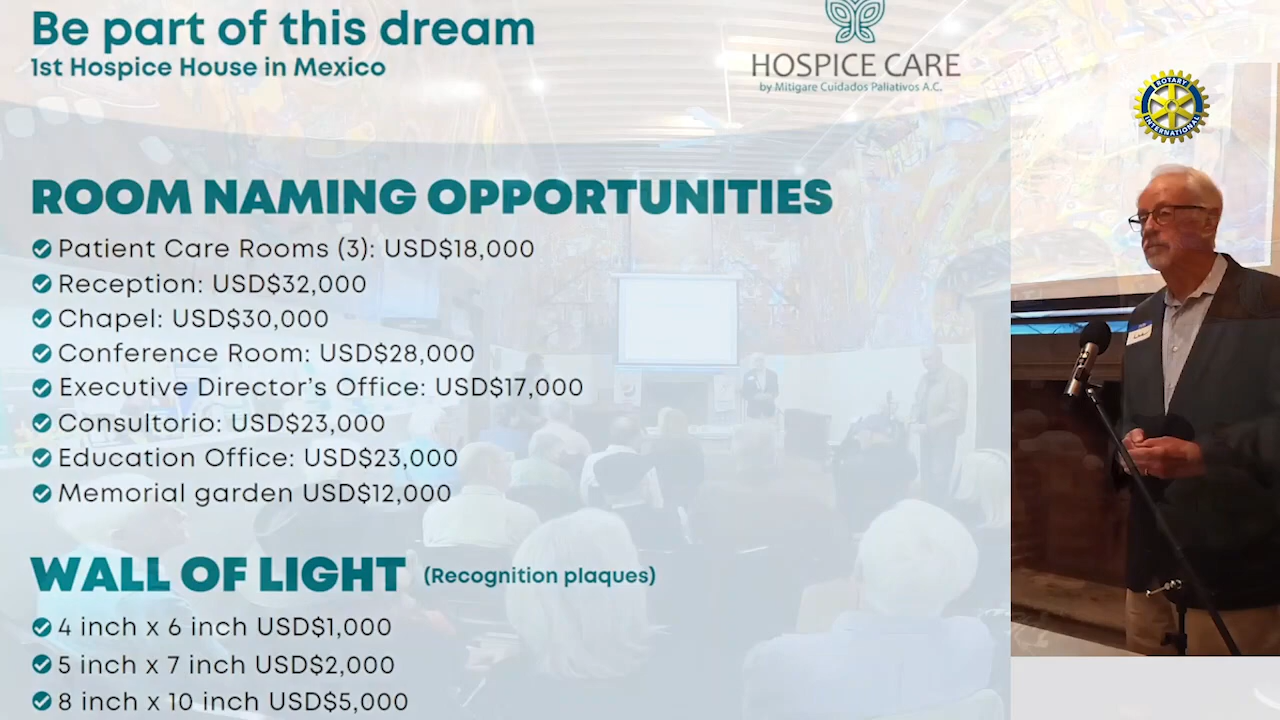 Be part of this dream
1st Hospice House in Mexico
HOSPICE CARE
by Mitigare Cuidados Paliativos A.C.
ROTARY
INTERNATIONAL
ROOM NAMING OPPORTUNITIES
Patient Care Rooms (3): USD$18,000
Reception: USD$32,000
Chapel: USD$30,000
Conference Room: USD$28,000
Executive Director’s Office: USD$17,000
Consultorio: USD$23,000
Education Office: USD$23,000
Memorial garden USD$12,000
WALL OF LIGHT (Recognition plaques)
4 inch x 6 inch USD$1,000
5 inch x 7 inch USD$2,000
8 inch x 10 inch USD$5,000